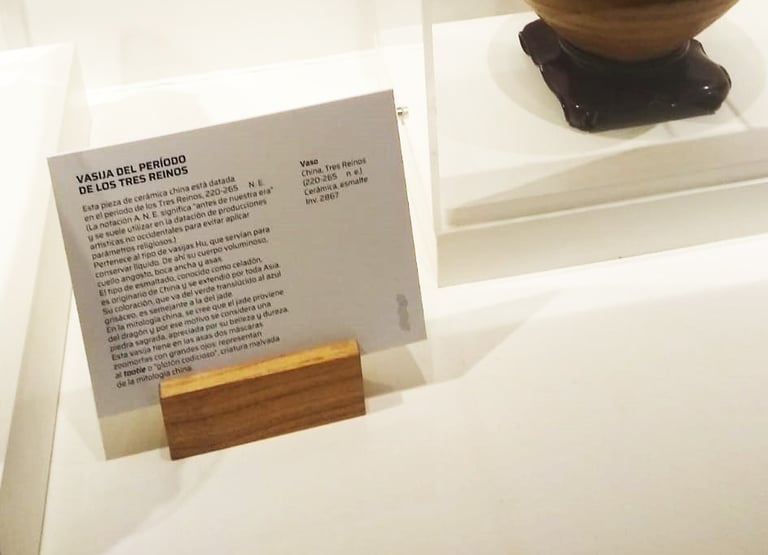 VASIJA DEL PERÍODO
DE LOS TRES REINOS
Esta pieza de cerámica china está datada
en el período de los Tres Reinos, 220-265 N. E.
(La notación A. N. E. significa "antes de nuestra era"
y se suele utilizar en la datación de producciones
artísticas no occidentales para evitar aplicar
parámetros religiosos.)
Pertenece al tipo de vasijas Hu, que servían para
conservar líquido. De ahí su cuerpo voluminoso,
cuello angosto, boca ancha y asas.
El tipo de esmaltado, conocido como celadón,
es originario de China y se extendió por toda Asia.
Su coloración, que va del verde translúcido al azul
grisáceo, es semejante a la del jade.
En la mitología china, se cree que el jade proviene
del dragón y por ese motivo se considera una
piedra sagrada, apreciada por su belleza y dureza.
Esta vasija tiene en las asas dos máscaras
zoomorfas con grandes ojos: representan
al taotie o "glotón codicioso", criatura malvada
de la mitología china.
Vaso
China, Tres Reinos
(220-265 n. e.)
Cerámica, esmalte
Inv. 2867